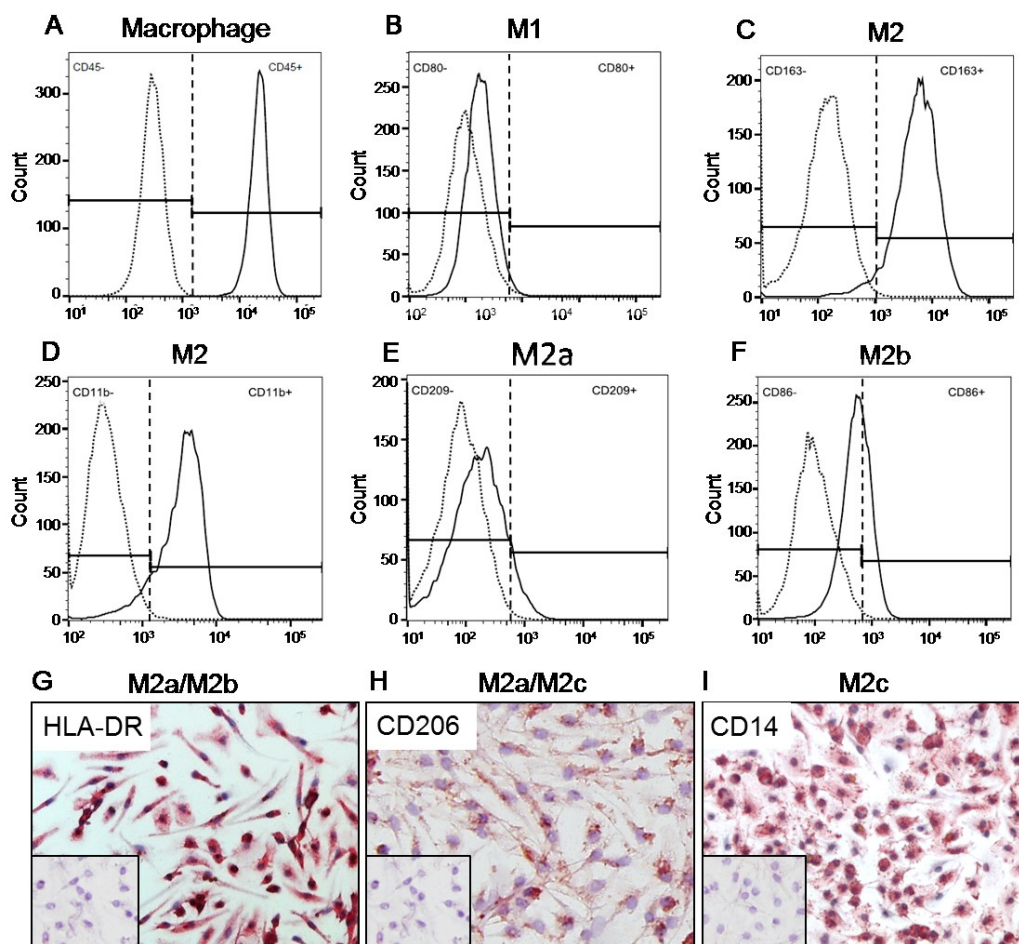 A Macrophage
CD45- CD45+
Count
300
200
100
0
10¹ 10² 10³ 10⁴ 10⁵
B M1
CD80- CD80+
Count
250
200
150
100
50
0
10² 10³ 10⁴ 10⁵
C M2
CD163- CD163+
Count
200
150
100
50
0
10¹ 10² 10³ 10⁴ 10⁵
D M2
CD11b- CD11b+
Count
250
200
150
100
50
0
10² 10³ 10⁴ 10⁵
E M2a
CD209- CD209+
Count
200
150
100
50
0
10¹ 10² 10³ 10⁴ 10⁵
F M2b
CD86- CD86+
Count
250
200
150
100
50
0
10¹ 10² 10³ 10⁴ 10⁵
G M2a/M2b
HLA-DR
H M2a/M2c
CD206
I M2c
CD14